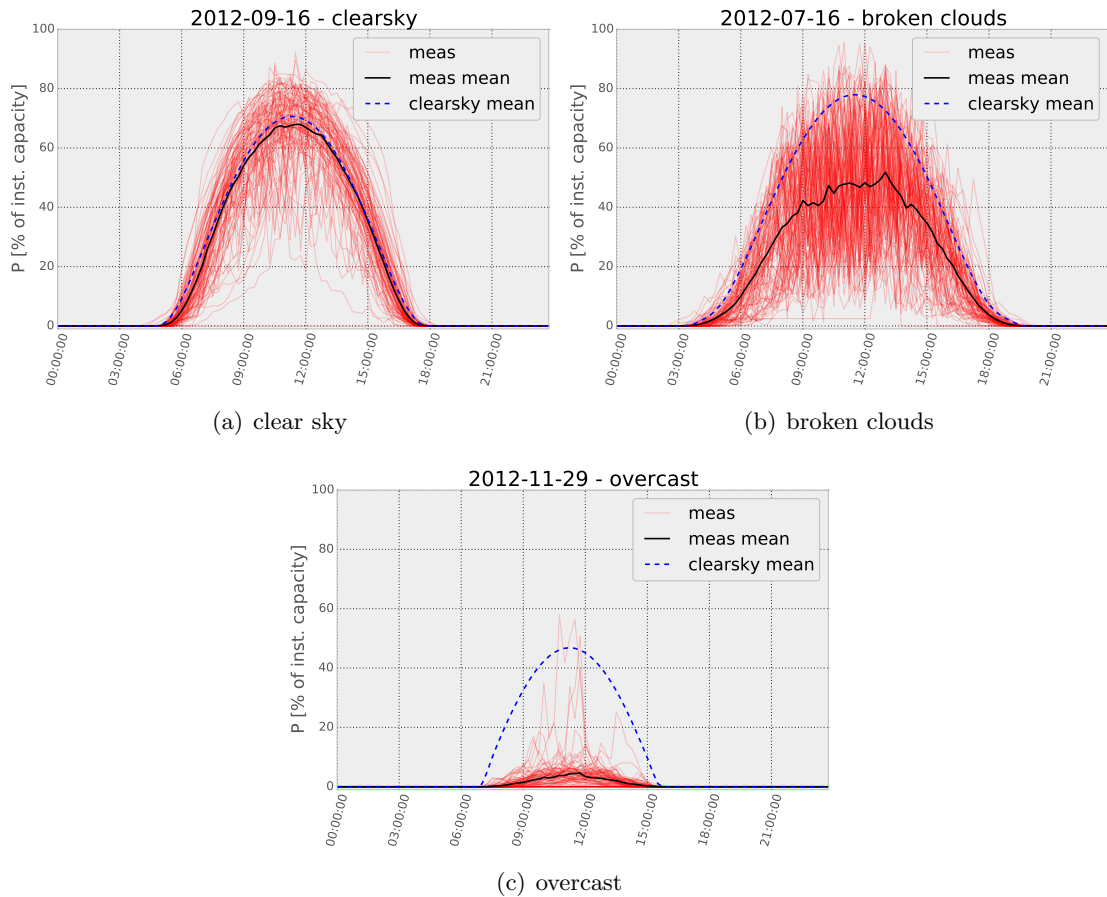 2012-09-16 - clearsky
P [% of inst. capacity]
100
80
60
40
20
0
meas
meas mean
clearsky mean
00:00:00
03:00:00
06:00:00
09:00:00
12:00:00
15:00:00
18:00:00
21:00:00
(a) clear sky
2012-07-16 - broken clouds
P [% of inst. capacity]
100
80
60
40
20
0
meas
meas mean
clearsky mean
00:00:00
03:00:00
06:00:00
09:00:00
12:00:00
15:00:00
18:00:00
21:00:00
(b) broken clouds
2012-11-29 - overcast
P [% of inst. capacity]
100
80
60
40
20
0
meas
meas mean
clearsky mean
00:00:00
03:00:00
06:00:00
09:00:00
12:00:00
15:00:00
18:00:00
21:00:00
(c) overcast